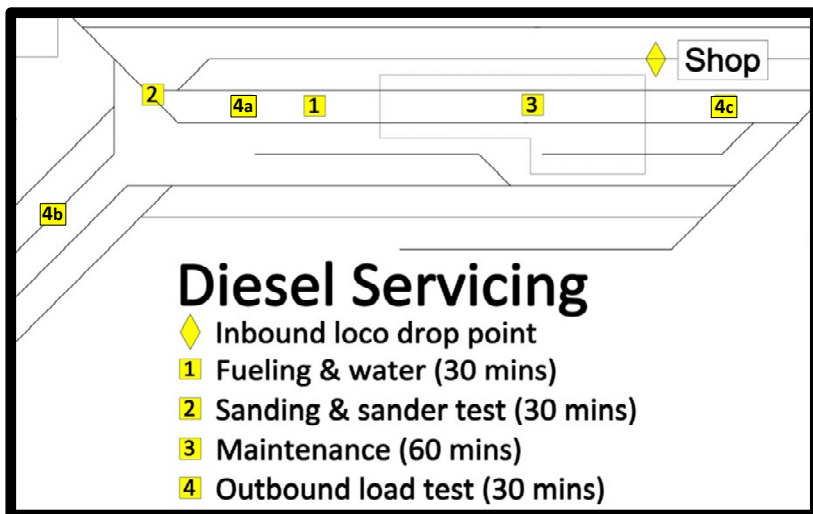 Shop
2
4a
1
3
4c
4b
Diesel Servicing
Inbound loco drop point
1 Fueling & water (30 mins)
2 Sanding & sander test (30 mins)
3 Maintenance (60 mins)
4 Outbound load test (30 mins)